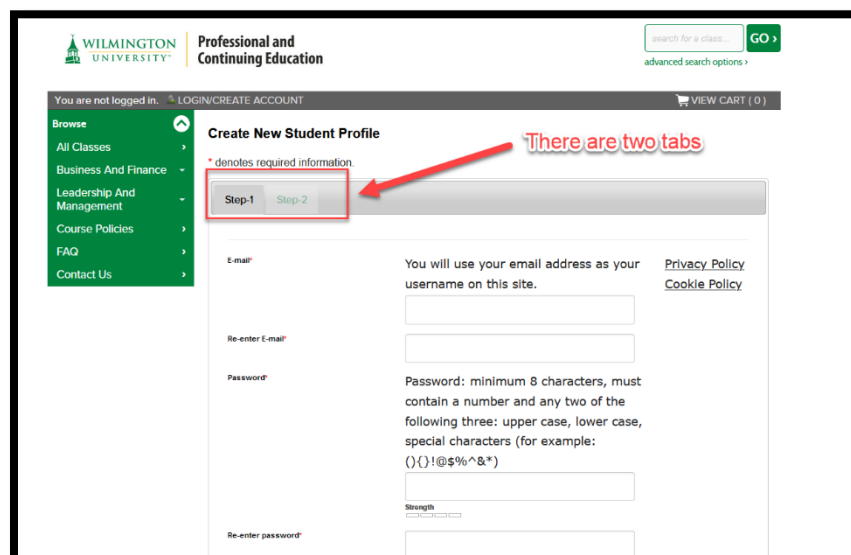 WILMINGTON
UNIVERSITY
Professional and
Continuing Education
search for a class...
GO ›
advanced search options ›
You are not logged in. LOGIN/CREATE ACCOUNT
VIEW CART ( 0 )
Browse
All Classes ›
Business And Finance
Leadership And
Management
Course Policies ›
FAQ ›
Contact Us ›
Create New Student Profile
* denotes required information.
There are two tabs
Step-1 Step-2
E-mail*
You will use your email address as your
username on this site.
Privacy Policy
Cookie Policy
Re-enter E-mail*
Password*
Password: minimum 8 characters, must
contain a number and any two of the
following three: upper case, lower case,
special characters (for example:
(){}!@$%^&*)
Strength
Re-enter password*